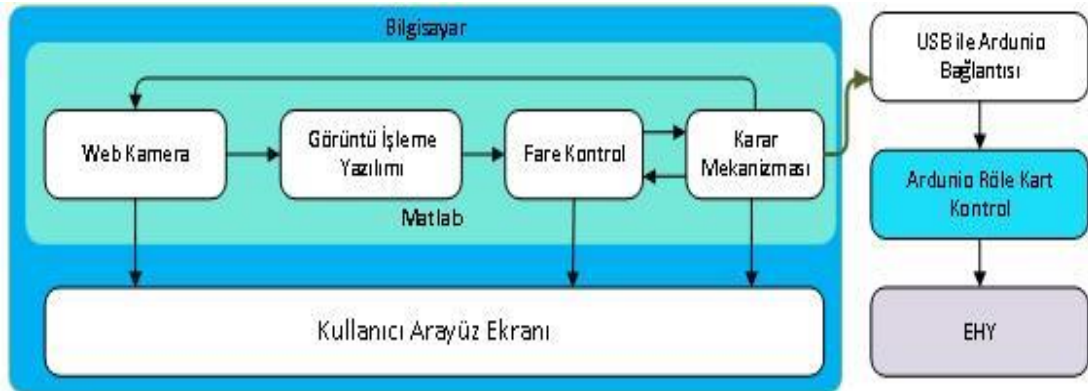 Bilgisayar
Web Kamera
Görüntü İşleme
Yazılımı
Fare Kontrol
Karar
Mekanizması
Matlab
Kullanıcı Arayüz Ekranı
USB ile Ardunio
Bağlantısı
Ardunio Röle Kart
Kontrol
EHY